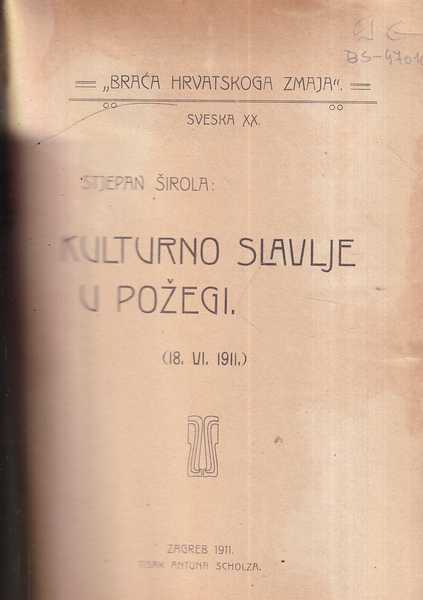 BS-4701
„BRAĆA HRVATSKOGA ZMAJA“.
SVESKA XX.
STJEPAN ŠIROLA:
KULTURNO SLAVLJE
U POŽEGI.
(18. VI. 1911.)
ZAGREB 1911.
TISAK ANTUNA SCHOLZA.